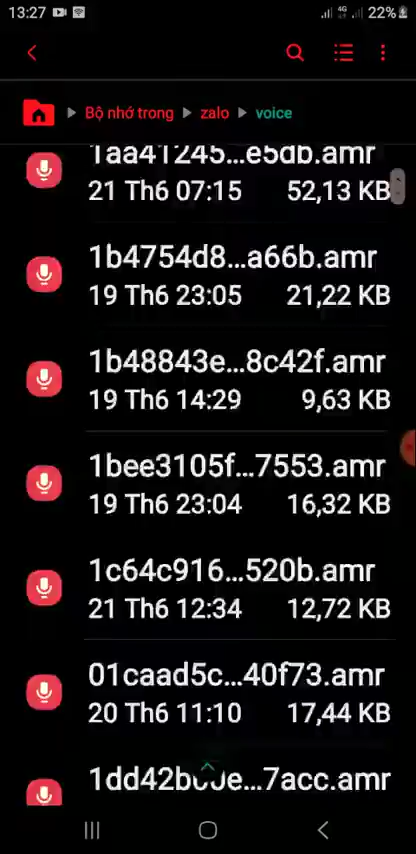 13:27 4G 22%
Bộ nhớ trong zalo voice
1aa41245...e5db.amr
21 Th6 07:15 52,13 KB
1b4754d8...a66b.amr
19 Th6 23:05 21,22 KB
1b48843e...8c42f.amr
19 Th6 14:29 9,63 KB
1bee3105f...7553.amr
19 Th6 23:04 16,32 KB
1c64c916...520b.amr
21 Th6 12:34 12,72 KB
01caad5c...40f73.amr
20 Th6 11:10 17,44 KB